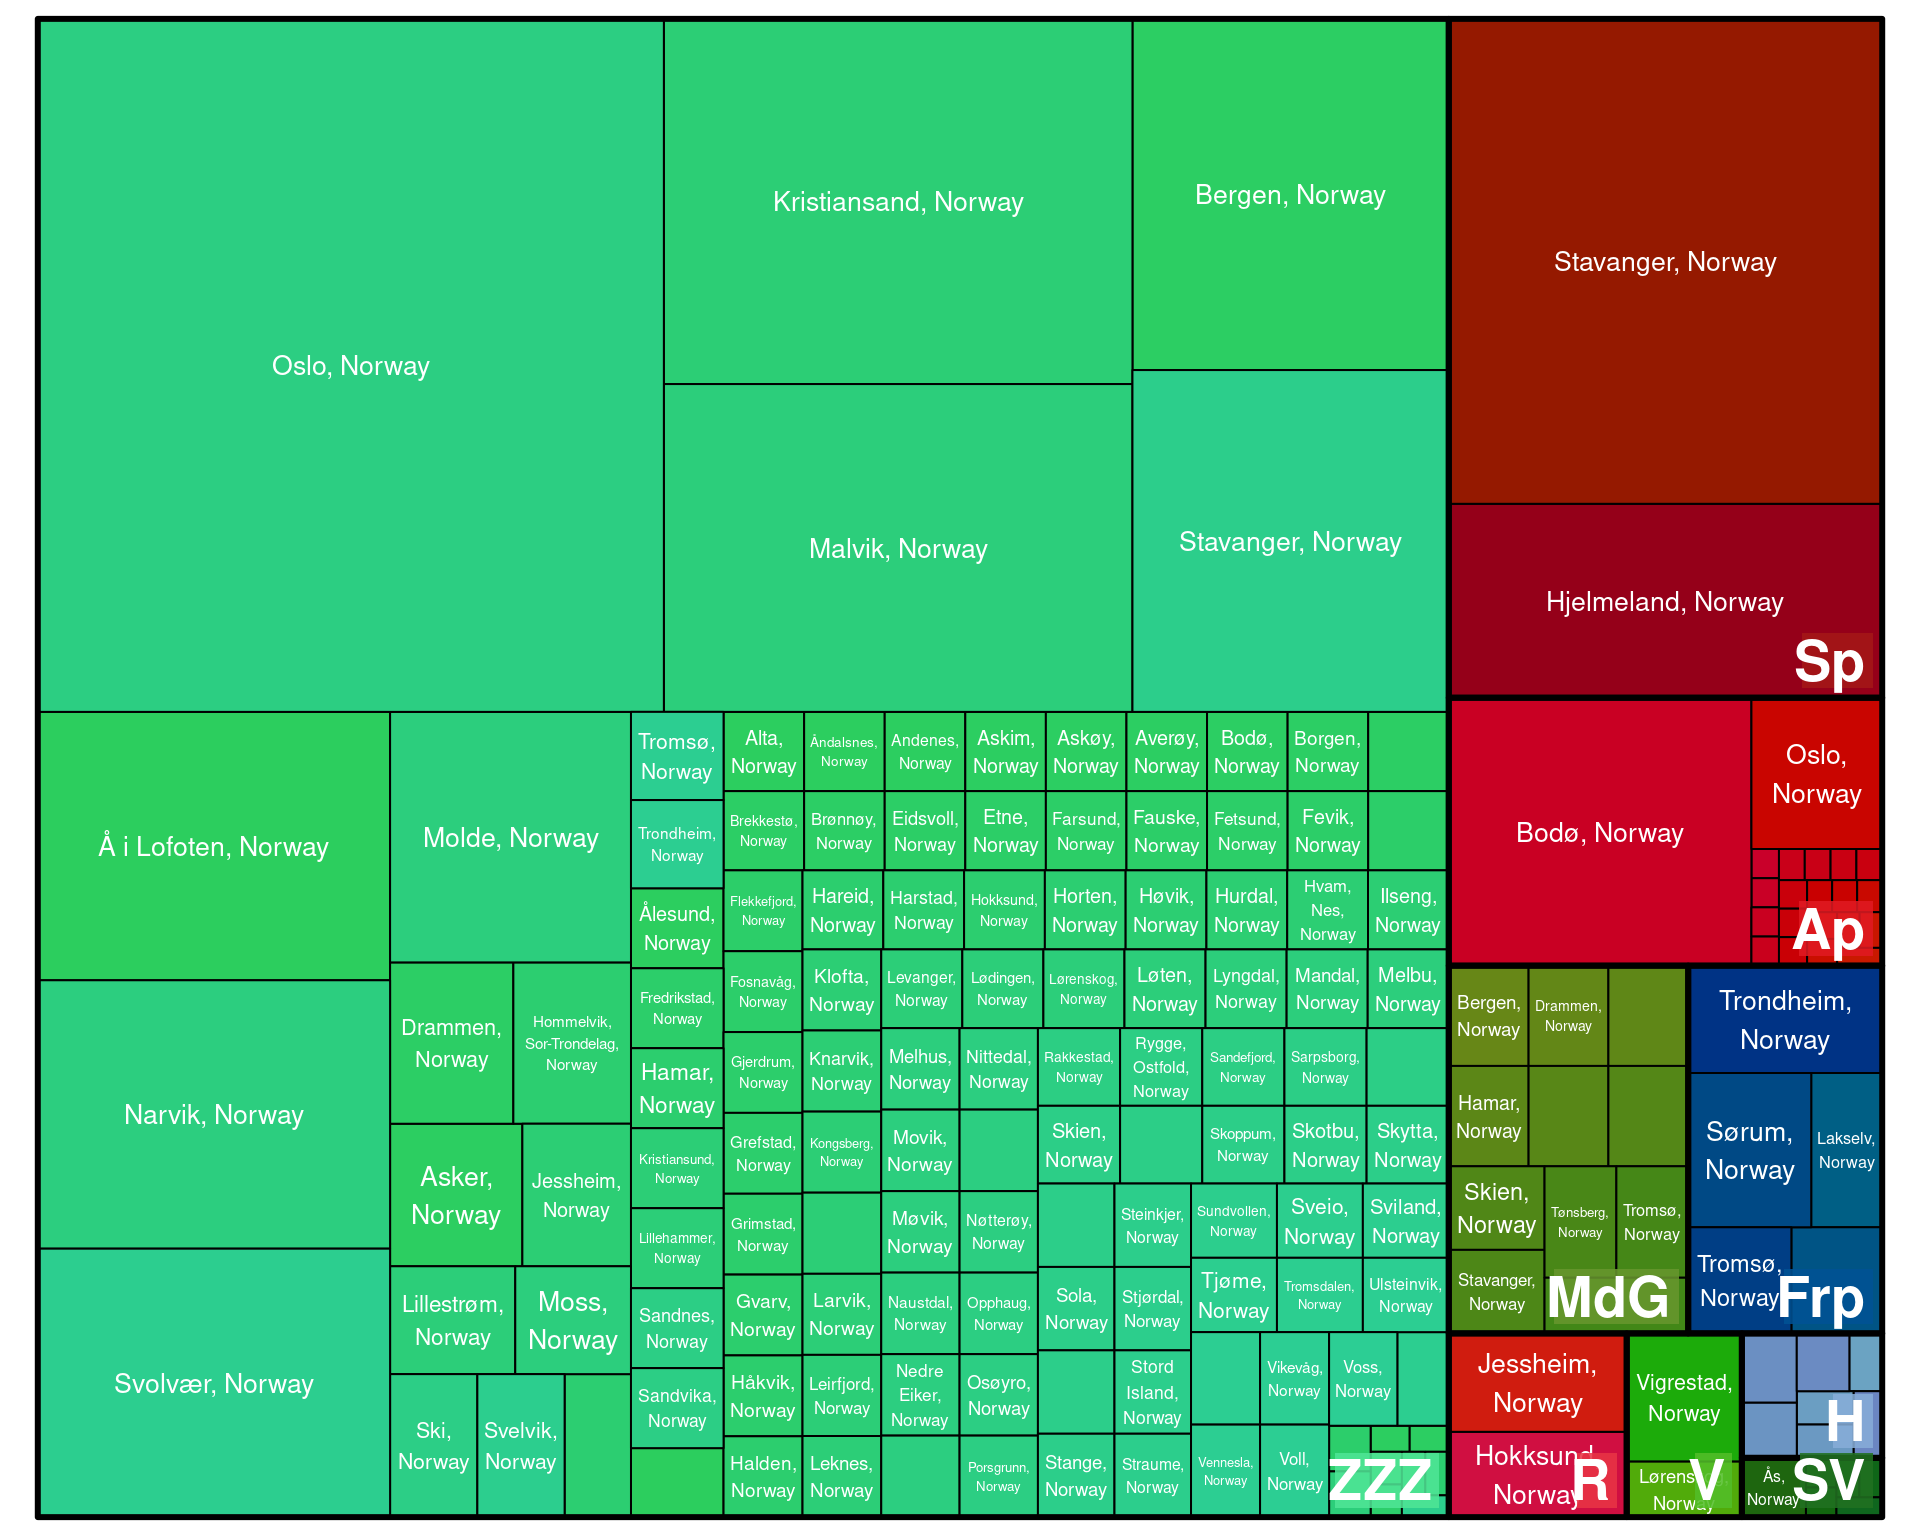 Oslo, Norway
Kristiansand, Norway
Bergen, Norway
Malvik, Norway
Stavanger, Norway
Å i Lofoten, Norway
Narvik, Norway
Svolvær, Norway
Molde, Norway
Drammen,
Norway
Hommelvik,
Sor-Trondelag,
Norway
Asker,
Norway
Jessheim,
Norway
Lillestrøm,
Norway
Moss,
Norway
Ski,
Norway
Svelvik,
Norway
Tromsø,
Norway
Trondheim,
Norway
Ålesund,
Norway
Fredrikstad,
Norway
Hamar,
Norway
Kristiansund,
Norway
Lillehammer,
Norway
Sandnes,
Norway
Sandvika,
Norway
Alta,
Norway
Åndalsnes,
Norway
Andenes,
Norway
Askim,
Norway
Askøy,
Norway
Averøy,
Norway
Bodø,
Norway
Borgen,
Norway
Brekkestø,
Norway
Brønnøy,
Norway
Eidsvoll,
Norway
Etne,
Norway
Farsund,
Norway
Fauske,
Norway
Fetsund,
Norway
Fevik,
Norway
Flekkefjord,
Norway
Hareid,
Norway
Harstad,
Norway
Hokksund,
Norway
Horten,
Norway
Høvik,
Norway
Hurdal,
Norway
Hvam,
Nes,
Norway
Ilseng,
Norway
Fosnavåg,
Norway
Klofta,
Norway
Levanger,
Norway
Lødingen,
Norway
Lørenskog,
Norway
Løten,
Norway
Lyngdal,
Norway
Mandal,
Norway
Melbu,
Norway
Gjerdrum,
Norway
Knarvik,
Norway
Melhus,
Norway
Nittedal,
Norway
Rakkestad,
Norway
Rygge,
Ostfold,
Norway
Sandefjord,
Norway
Sarpsborg,
Norway
Grefstad,
Norway
Kongsberg,
Norway
Movik,
Norway
Skien,
Norway
Skoppum,
Norway
Skotbu,
Norway
Skytta,
Norway
Grimstad,
Norway
Møvik,
Norway
Nøtterøy,
Norway
Steinkjer,
Norway
Sundvollen,
Norway
Sveio,
Norway
Sviland,
Norway
Gvarv,
Norway
Larvik,
Norway
Naustdal,
Norway
Opphaug,
Norway
Sola,
Norway
Stjørdal,
Norway
Tjøme,
Norway
Tromsdalen,
Norway
Ulsteinvik,
Norway
Håkvik,
Norway
Leirfjord,
Norway
Nedre
Eiker,
Norway
Osøyro,
Norway
Stord
Island,
Norway
Vikevåg,
Norway
Voss,
Norway
Halden,
Norway
Leknes,
Norway
Porsgrunn,
Norway
Stange,
Norway
Straume,
Norway
Vennesla,
Norway
Voll,
Norway
ZZZ
Stavanger, Norway
Hjelmeland, Norway
Sp
Bodø, Norway
Oslo,
Norway
Ap
Bergen,
Norway
Drammen,
Norway
Hamar,
Norway
Skien,
Norway
Tønsberg,
Norway
Tromsø,
Norway
Stavanger,
Norway
MdG
Trondheim,
Norway
Sørum,
Norway
Lakselv,
Norway
Tromsø,
Norway
Frp
Jessheim,
Norway
Hokksund,
Norway
R
Vigrestad,
Norway
Norway
V
H
Ås,
Norway
SV